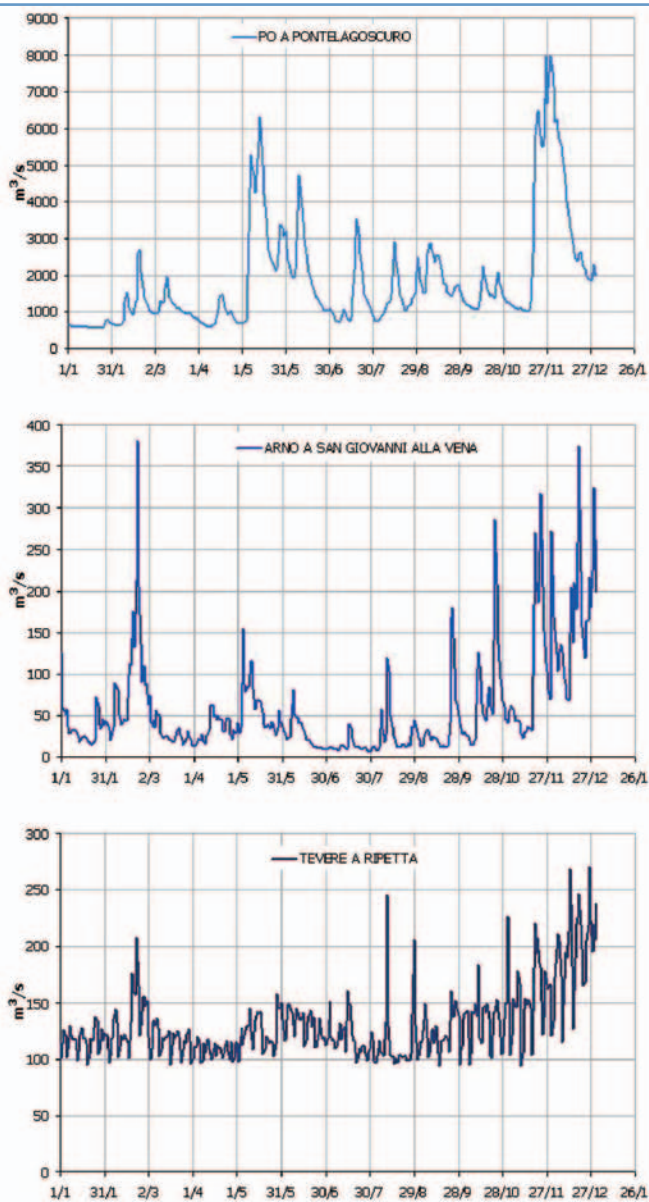 PO A PONTELAGOSCURO
m³/s
9000
8000
7000
6000
5000
4000
3000
2000
1000
0
1/1 31/1 2/3 1/4 1/5 31/5 30/6 30/7 29/8 28/9 28/10 27/11 27/12 26/1
ARNO A SAN GIOVANNI ALLA VENA
m³/s
400
350
300
250
200
150
100
50
0
1/1 31/1 2/3 1/4 1/5 31/5 30/6 30/7 29/8 28/9 28/10 27/11 27/12 26/1
TEVERE A RIPETTA
m³/s
300
250
200
150
100
50
0
1/1 31/1 2/3 1/4 1/5 31/5 30/6 30/7 29/8 28/9 28/10 27/11 27/12 26/1